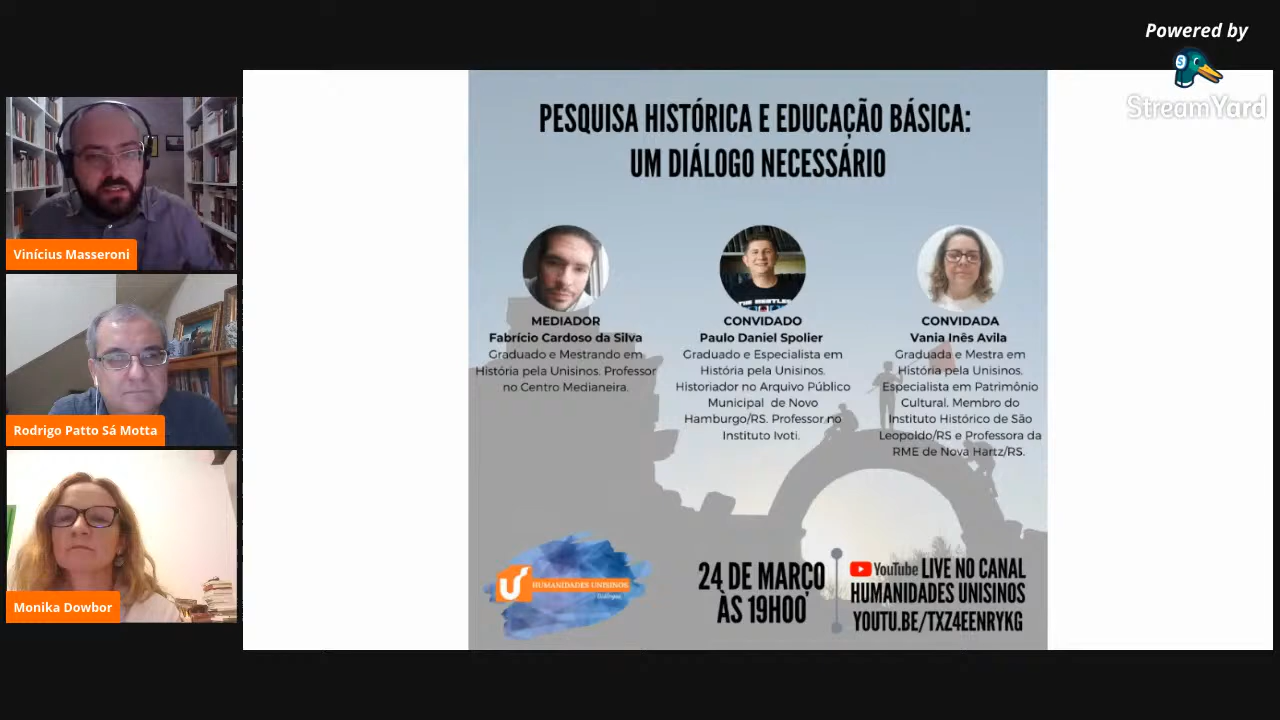 Powered by
StreamYard
Vinícius Masseroni
Rodrigo Patto Sá Motta
Monika Dowbor
PESQUISA HISTÓRICA E EDUCAÇÃO BÁSICA:
UM DIÁLOGO NECESSÁRIO
MEDIADOR
Fabrício Cardoso da Silva
Graduado e Mestrando em
História pela Unisinos. Professor
no Centro Medianeira.
CONVIDADO
Paulo Daniel Spolier
Graduado e Especialista em
História pela Unisinos.
Historiador no Arquivo Público
Municipal de Novo
Hamburgo/RS. Professor no
Instituto Ivoti.
CONVIDADA
Vania Inês Avila
Graduada e Mestra em
História pela Unisinos.
Especialista em Patrimônio
Cultural. Membro do
Instituto Histórico de São
Leopoldo/RS e Professora da
RME de Nova Hartz/RS.
HUMANIDADES UNISINOS
24 DE MARÇO
ÀS 19H00
YouTube LIVE NO CANAL
HUMANIDADES UNISINOS
YOUTU.BE/TXZ4EENRYKG